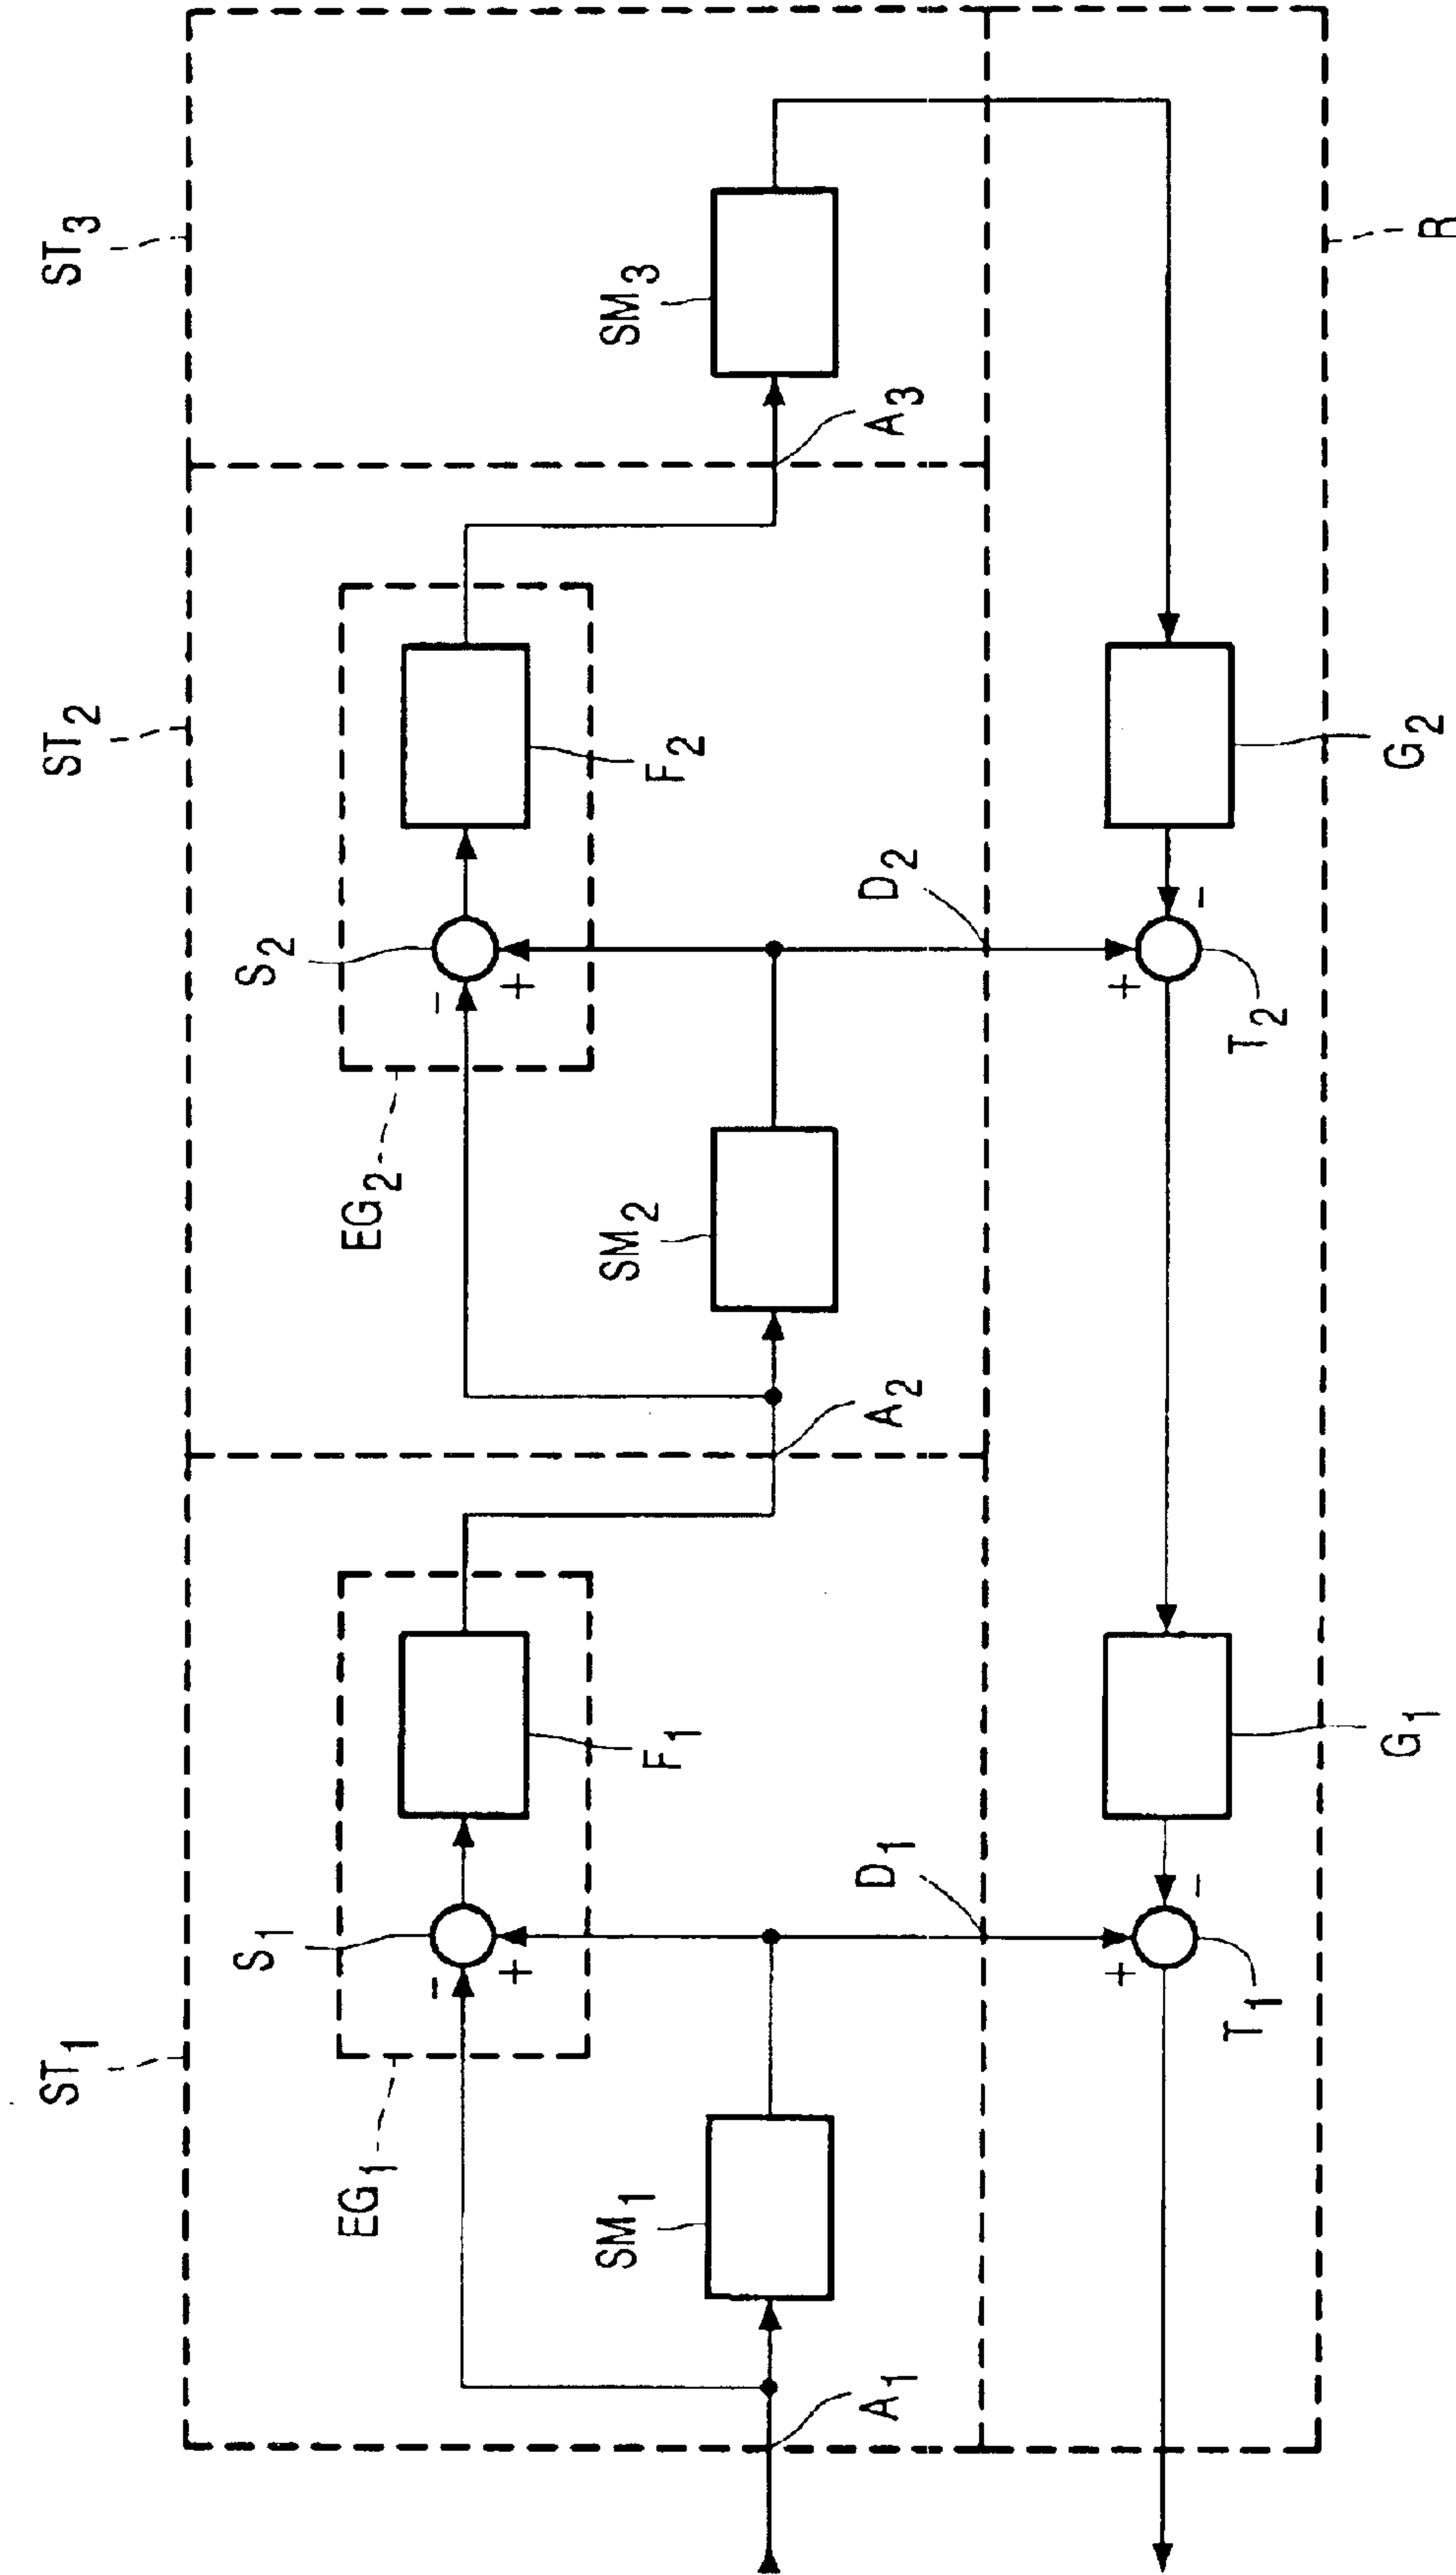 ST1
ST2
ST3
EG1
S1
F1
EG2
S2
F2
SM1
SM2
SM3
-
+
-
+
A1
D1
A2
D2
A3
+
-
+
-
T1
G1
T2
G2